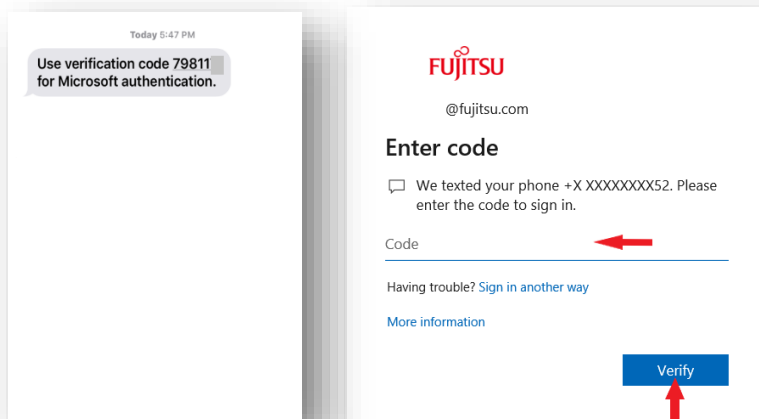 Today 5:47 PM
Use verification code 79811
for Microsoft authentication.
FUJITSU
@fujitsu.com
Enter code
We texted your phone +X XXXXXXXX52. Please
enter the code to sign in.
Code
Having trouble? Sign in another way
More information
Verify